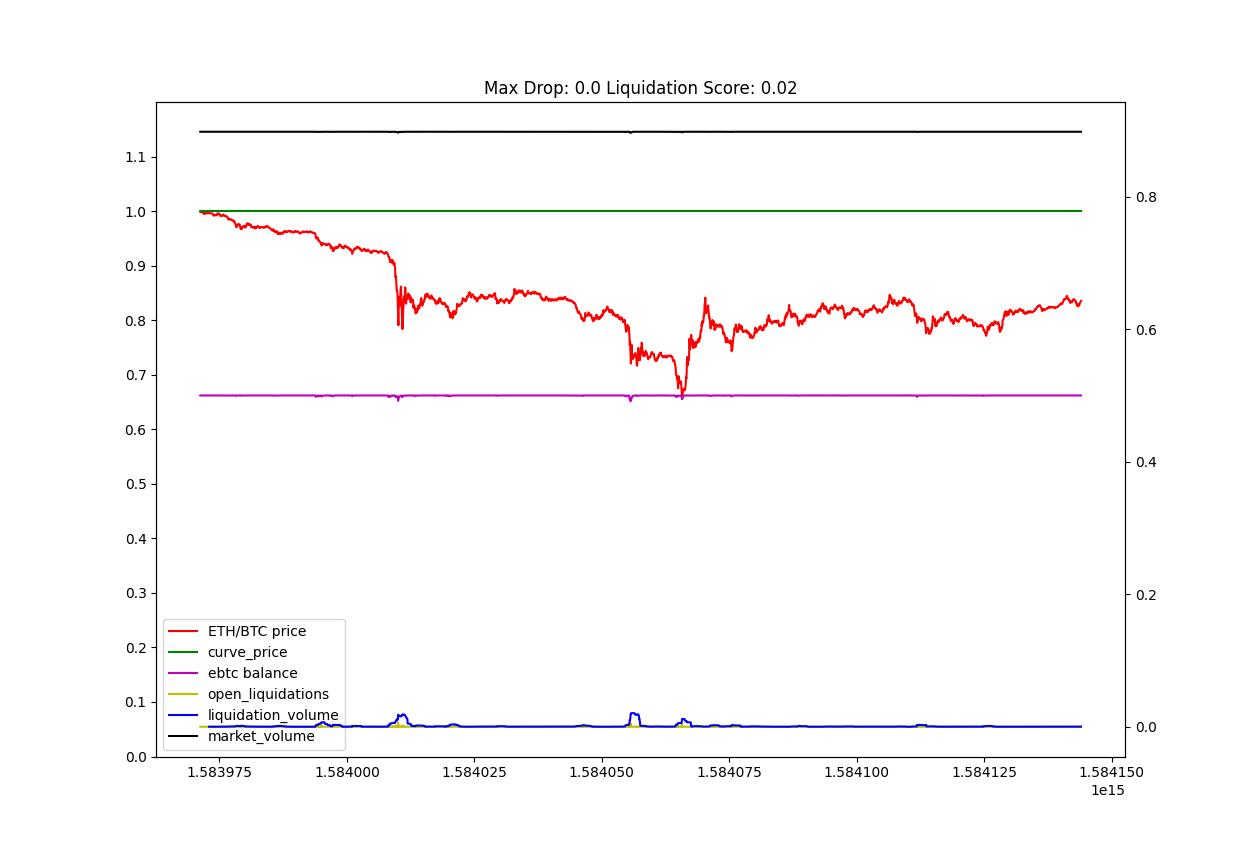 Max Drop: 0.0 Liquidation Score: 0.02
1.1
1.0
0.9
0.8
0.7
0.6
0.5
0.4
0.3
0.2
0.1
0.0
0.8
0.6
0.4
0.2
0.0
ETH/BTC price
curve_price
ebtc balance
open_liquidations
liquidation_volume
market_volume
1.583975 1.584000 1.584025 1.584050 1.584075 1.584100 1.584125 1.584150
1e15